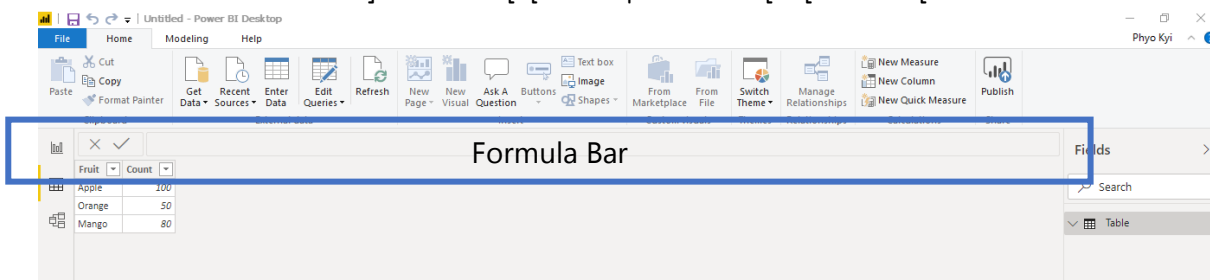 Untitled - Power BI Desktop
File Home Modeling Help Phyo Kyi
Paste
Cut
Copy
Format Painter
Get Data
Recent Sources
Enter Data
Edit Queries
Refresh
New Page
New Visual
Ask A Question
Buttons
Text box
Image
Shapes
From Marketplace
From File
Switch Theme
Manage Relationships
New Measure
New Column
New Quick Measure
Publish
Formula Bar
Fields
Fruit Count
Apple 100
Orange 50
Mango 80
Search
Table